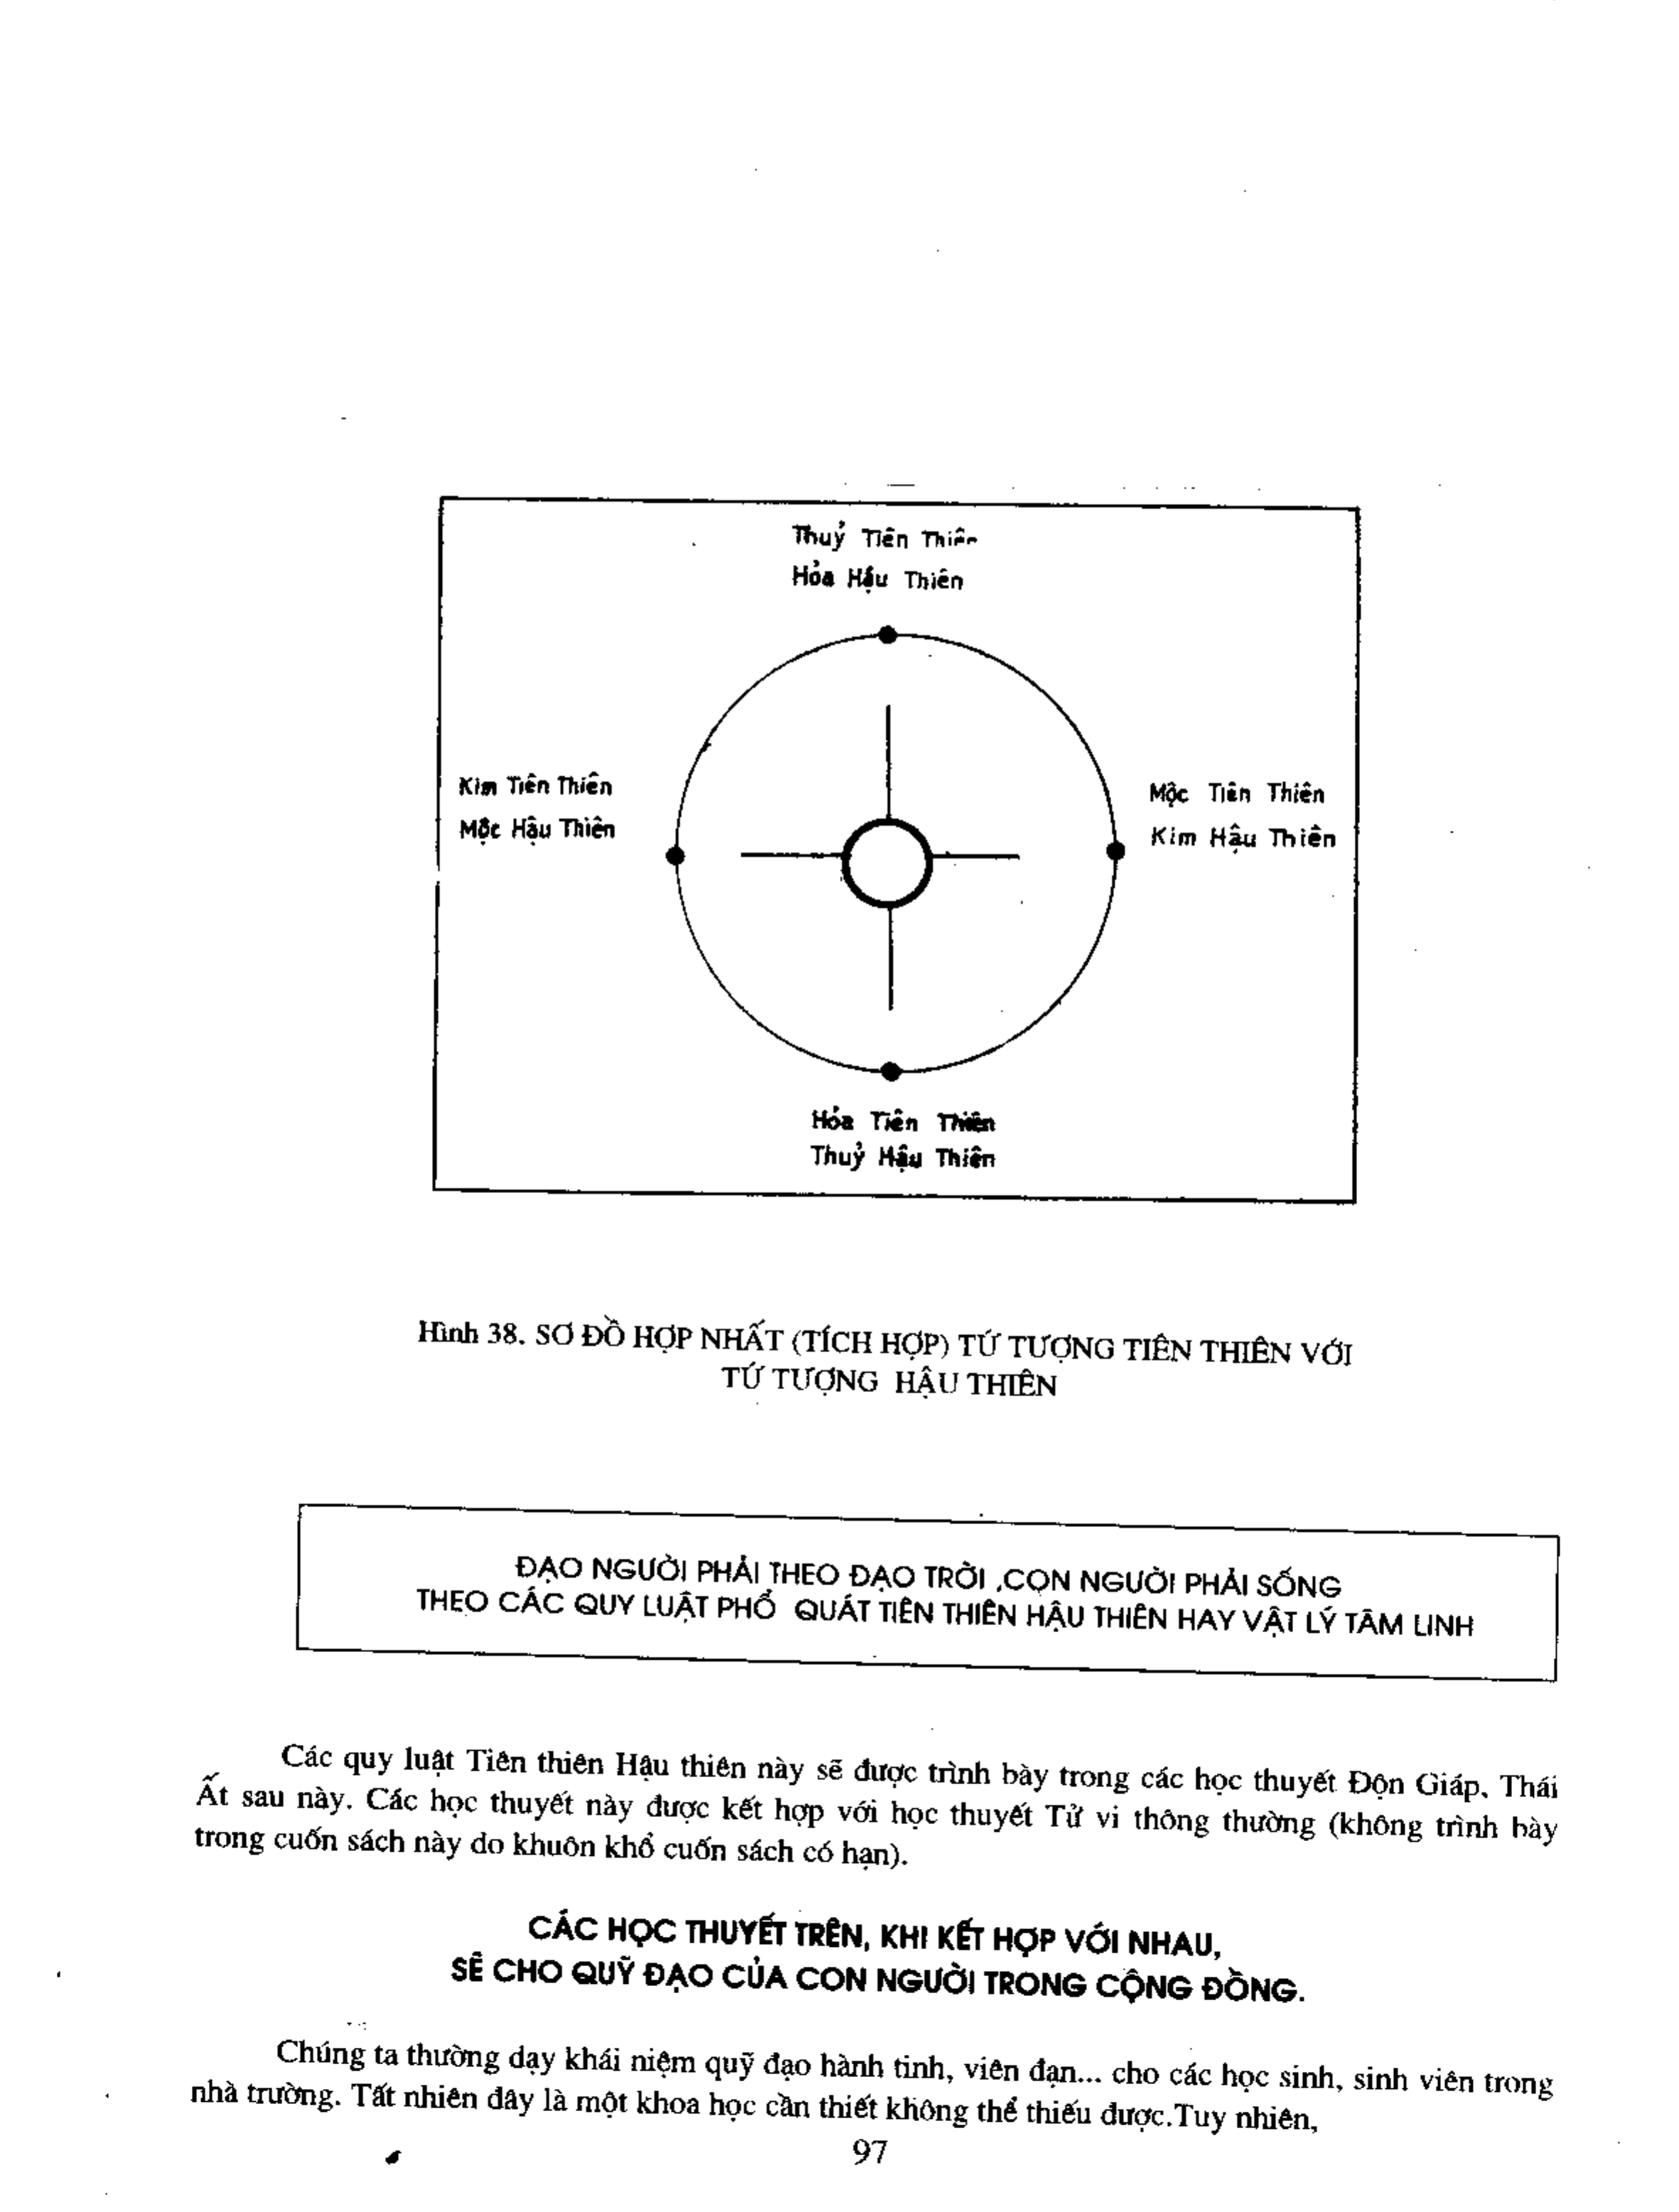 Thuỷ Tiên Thiên
Hỏa Hậu Thiên
Kim Tiên Thiên
Mộc Hậu Thiên
Mộc Tiên Thiên
Kim Hậu Thiên
Hỏa Tiên Thiên
Thuỷ Hậu Thiên
Hình 38. SƠ ĐỒ HỢP NHẤT (TÍCH HỢP) TỨ TƯỢNG TIÊN THIÊN VỚI
TỨ TƯỢNG HẬU THIÊN
ĐẠO NGƯỜI PHẢI THEO ĐẠO TRỜI ,CON NGƯỜI PHẢI SỐNG
THEO CÁC QUY LUẬT PHỔ QUÁT TIÊN THIÊN HẬU THIÊN HAY VẬT LÝ TÂM LINH
Các quy luật Tiên thiên Hậu thiên này sẽ được trình bày trong các học thuyết Độn Giáp, Thái
Ất sau này. Các học thuyết này được kết hợp với học thuyết Tử vi thông thường (không trình bày
trong cuốn sách này do khuôn khổ cuốn sách có hạn).
CÁC HỌC THUYẾT TRÊN, KHI KẾT HỢP VỚI NHAU,
SẼ CHO QUỸ ĐẠO CỦA CON NGƯỜI TRONG CỘNG ĐỒNG.
Chúng ta thường dạy khái niệm quỹ đạo hành tinh, viên đạn... cho các học sinh, sinh viên trong
nhà trường. Tất nhiên đây là một khoa học cần thiết không thể thiếu được.Tuy nhiên,
97